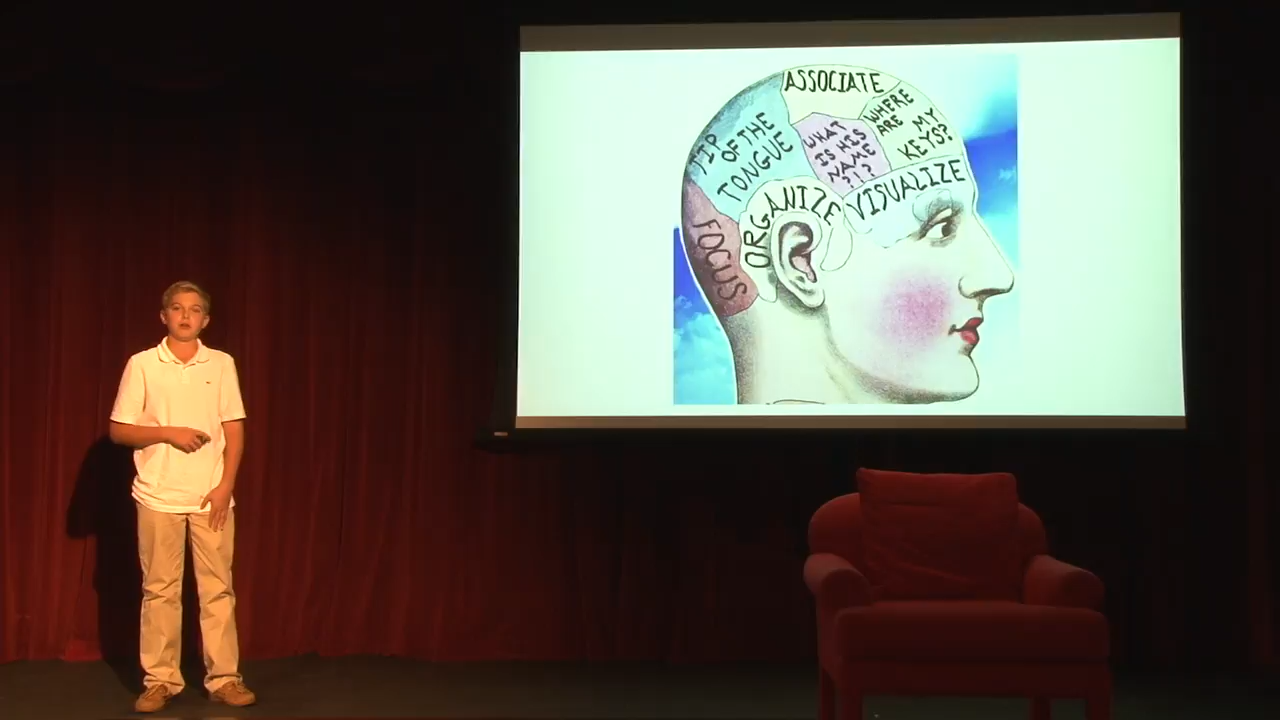 ASSOCIATE
WHERE
ARE
MY
KEYS?
TIP
OF THE
TONGUE
WHAT
IS HIS
NAME
?!?
VISUALIZE
ORGANIZE
FOCUS